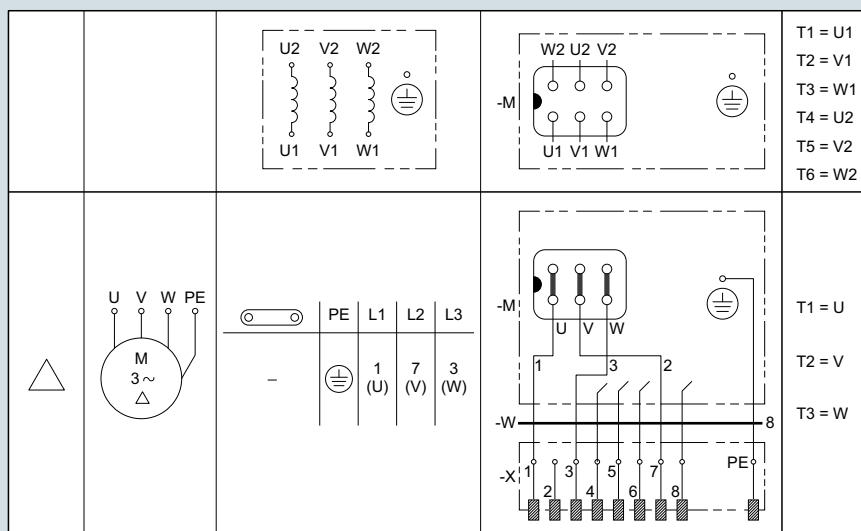 U2 V2 W2
U1 V1 W1
W2 U2 V2
-M
U1 V1 W1
T1 = U1
T2 = V1
T3 = W1
T4 = U2
T5 = V2
T6 = W2
U V W PE
M
3 ~
PE L1 L2 L3
– 1 7 3
(U) (V) (W)
-M
U V W
1 3 2
-W 8
-X 1 3 5 7 PE
2 4 6 8
T1 = U
T2 = V
T3 = W